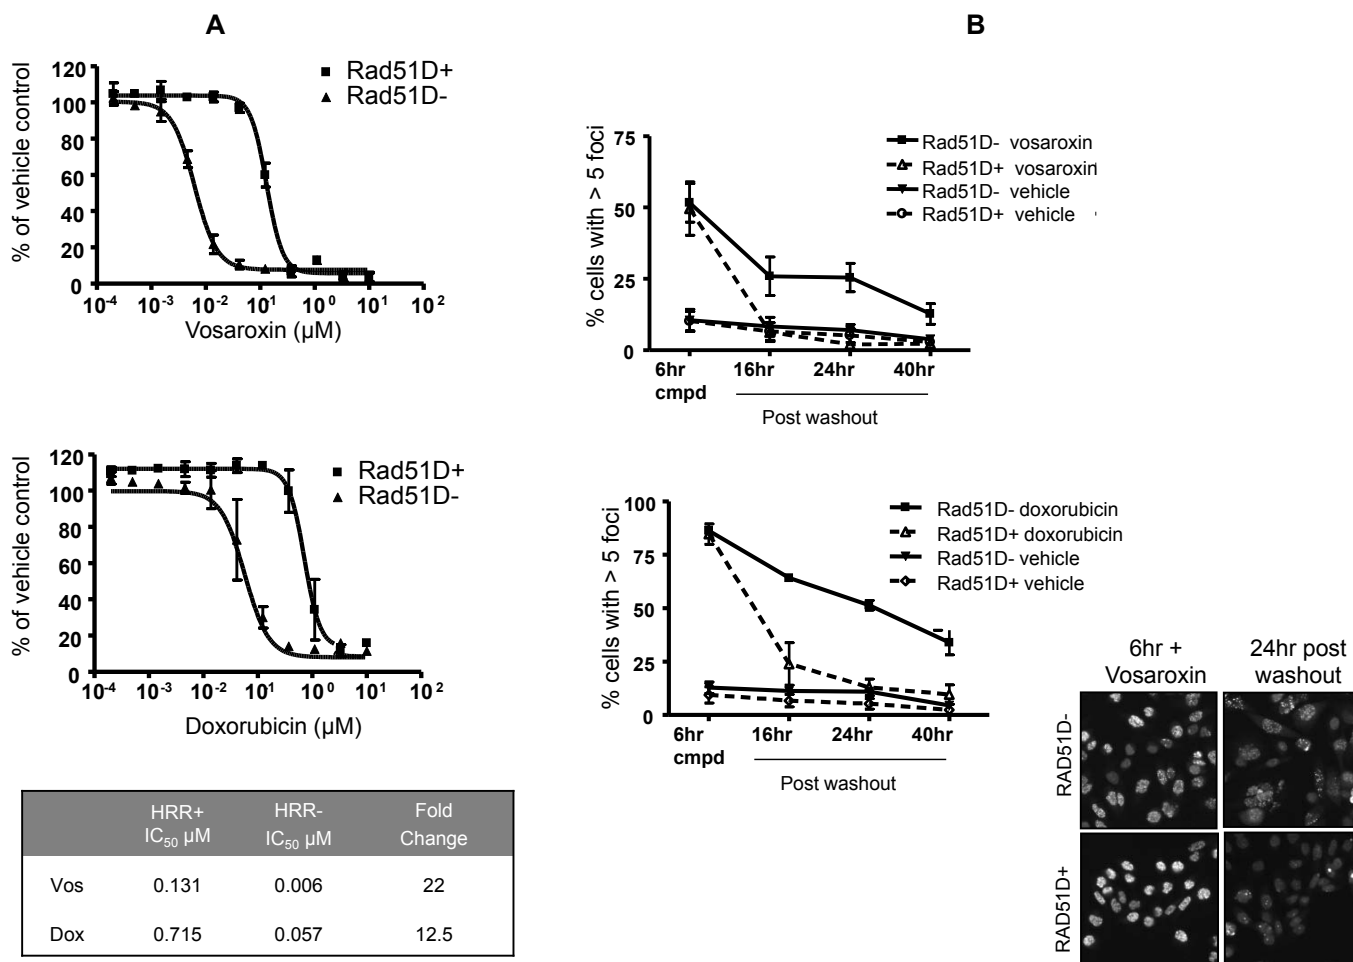 A
120
100
80
60
40
20
0
% of vehicle control
Rad51D+
Rad51D-
10-4 10-3 10-2 10-1 100 101 102
Vosaroxin (µM)
120
100
80
60
40
20
0
% of vehicle control
Rad51D+
Rad51D-
10-4 10-3 10-2 10-1 100 101 102
Doxorubicin (µM)
HRR+ IC50 µM HRR- IC50 µM Fold Change
Vos 0.131 0.006 22
Dox 0.715 0.057 12.5
B
75
50
25
0
% cells with > 5 foci
Rad51D- vosaroxin
Rad51D+ vosaroxin
Rad51D- vehicle
Rad51D+ vehicle
6hr 16hr 24hr 40hr
cmpd
Post washout
100
75
50
25
0
% cells with > 5 foci
Rad51D- doxorubicin
Rad51D+ doxorubicin
Rad51D- vehicle
Rad51D+ vehicle
6hr 16hr 24hr 40hr
cmpd
Post washout
6hr + Vosaroxin
24hr post washout
RAD51D-
RAD51D+